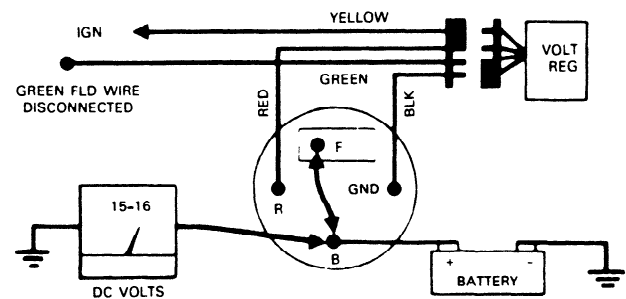 YELLOW
IGN
VOLT
REG
GREEN
GREEN FLD WIRE
DISCONNECTED
RED
BLK
F
R
GND
15-16
B
+
-
BATTERY
DC VOLTS